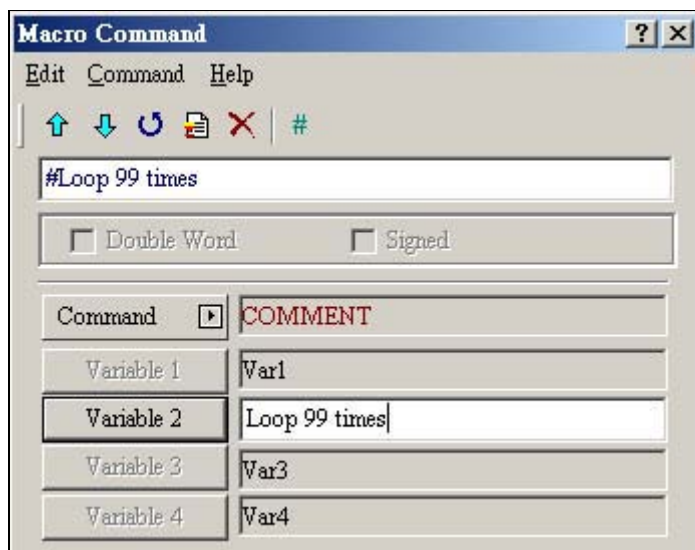 Macro Command
Edit Command Help
#
#Loop 99 times
Double Word Signed
Command COMMENT
Variable 1 Var1
Variable 2 Loop 99 times
Variable 3 Var3
Variable 4 Var4